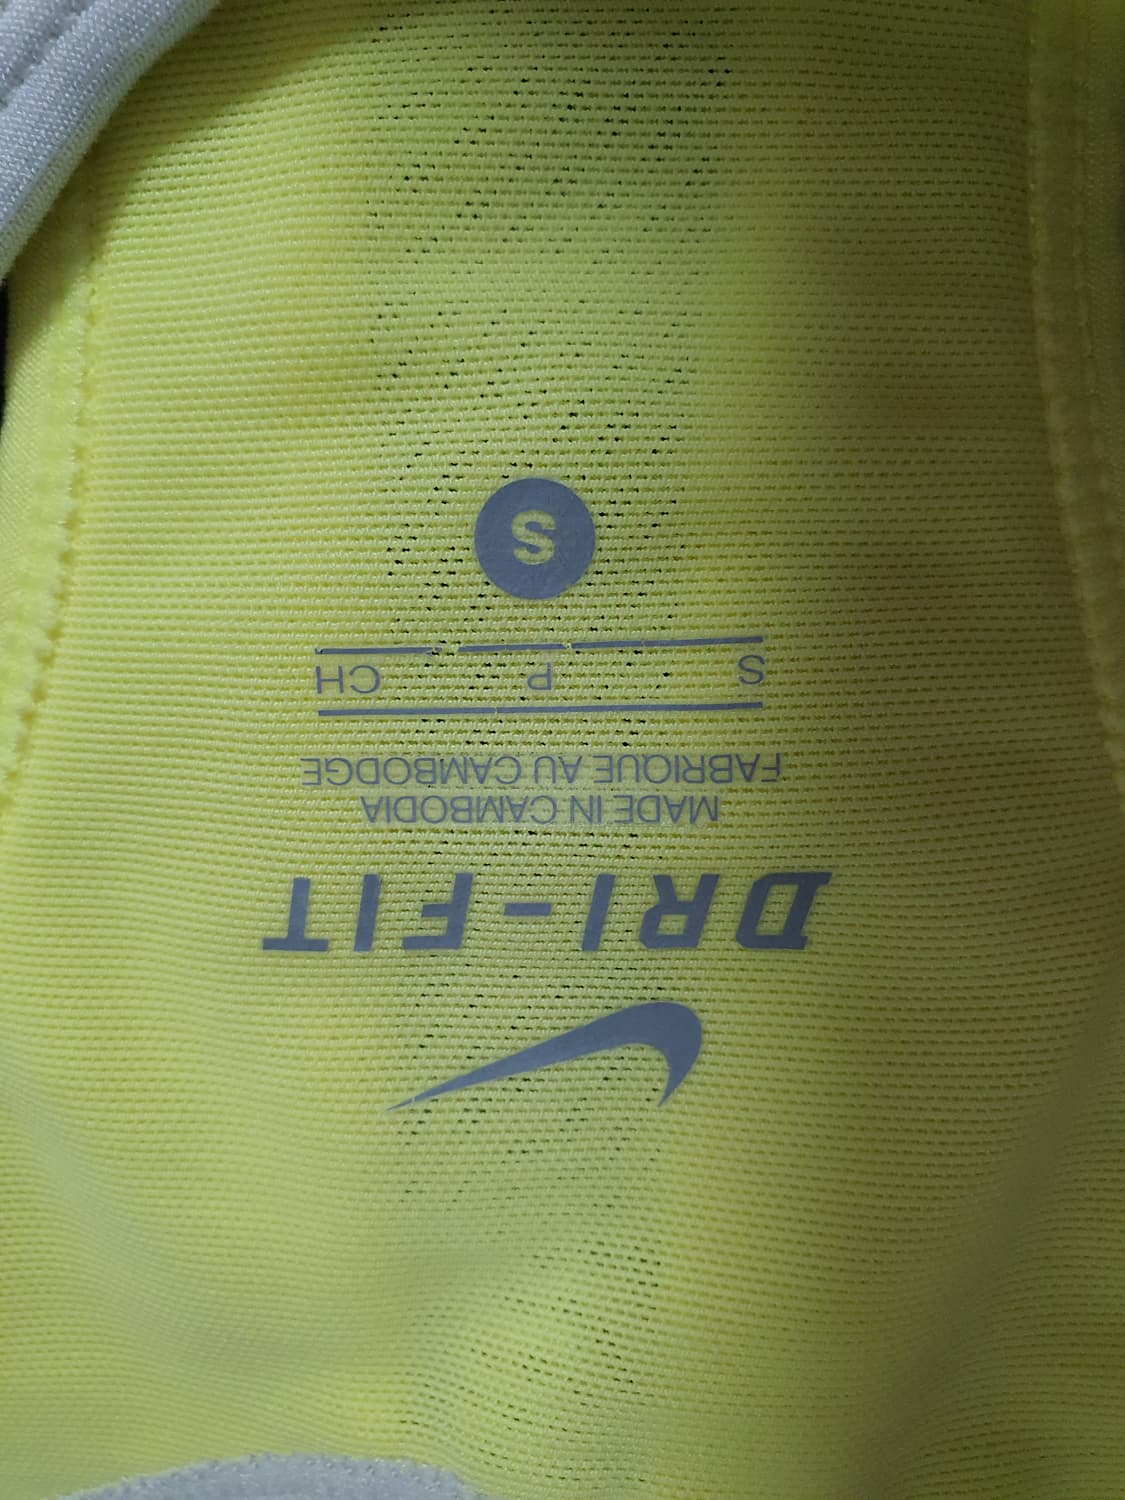 DRI-FIT
MADE IN CAMBODIA
FABRIQUE AU CAMBODGE
S P CH
S